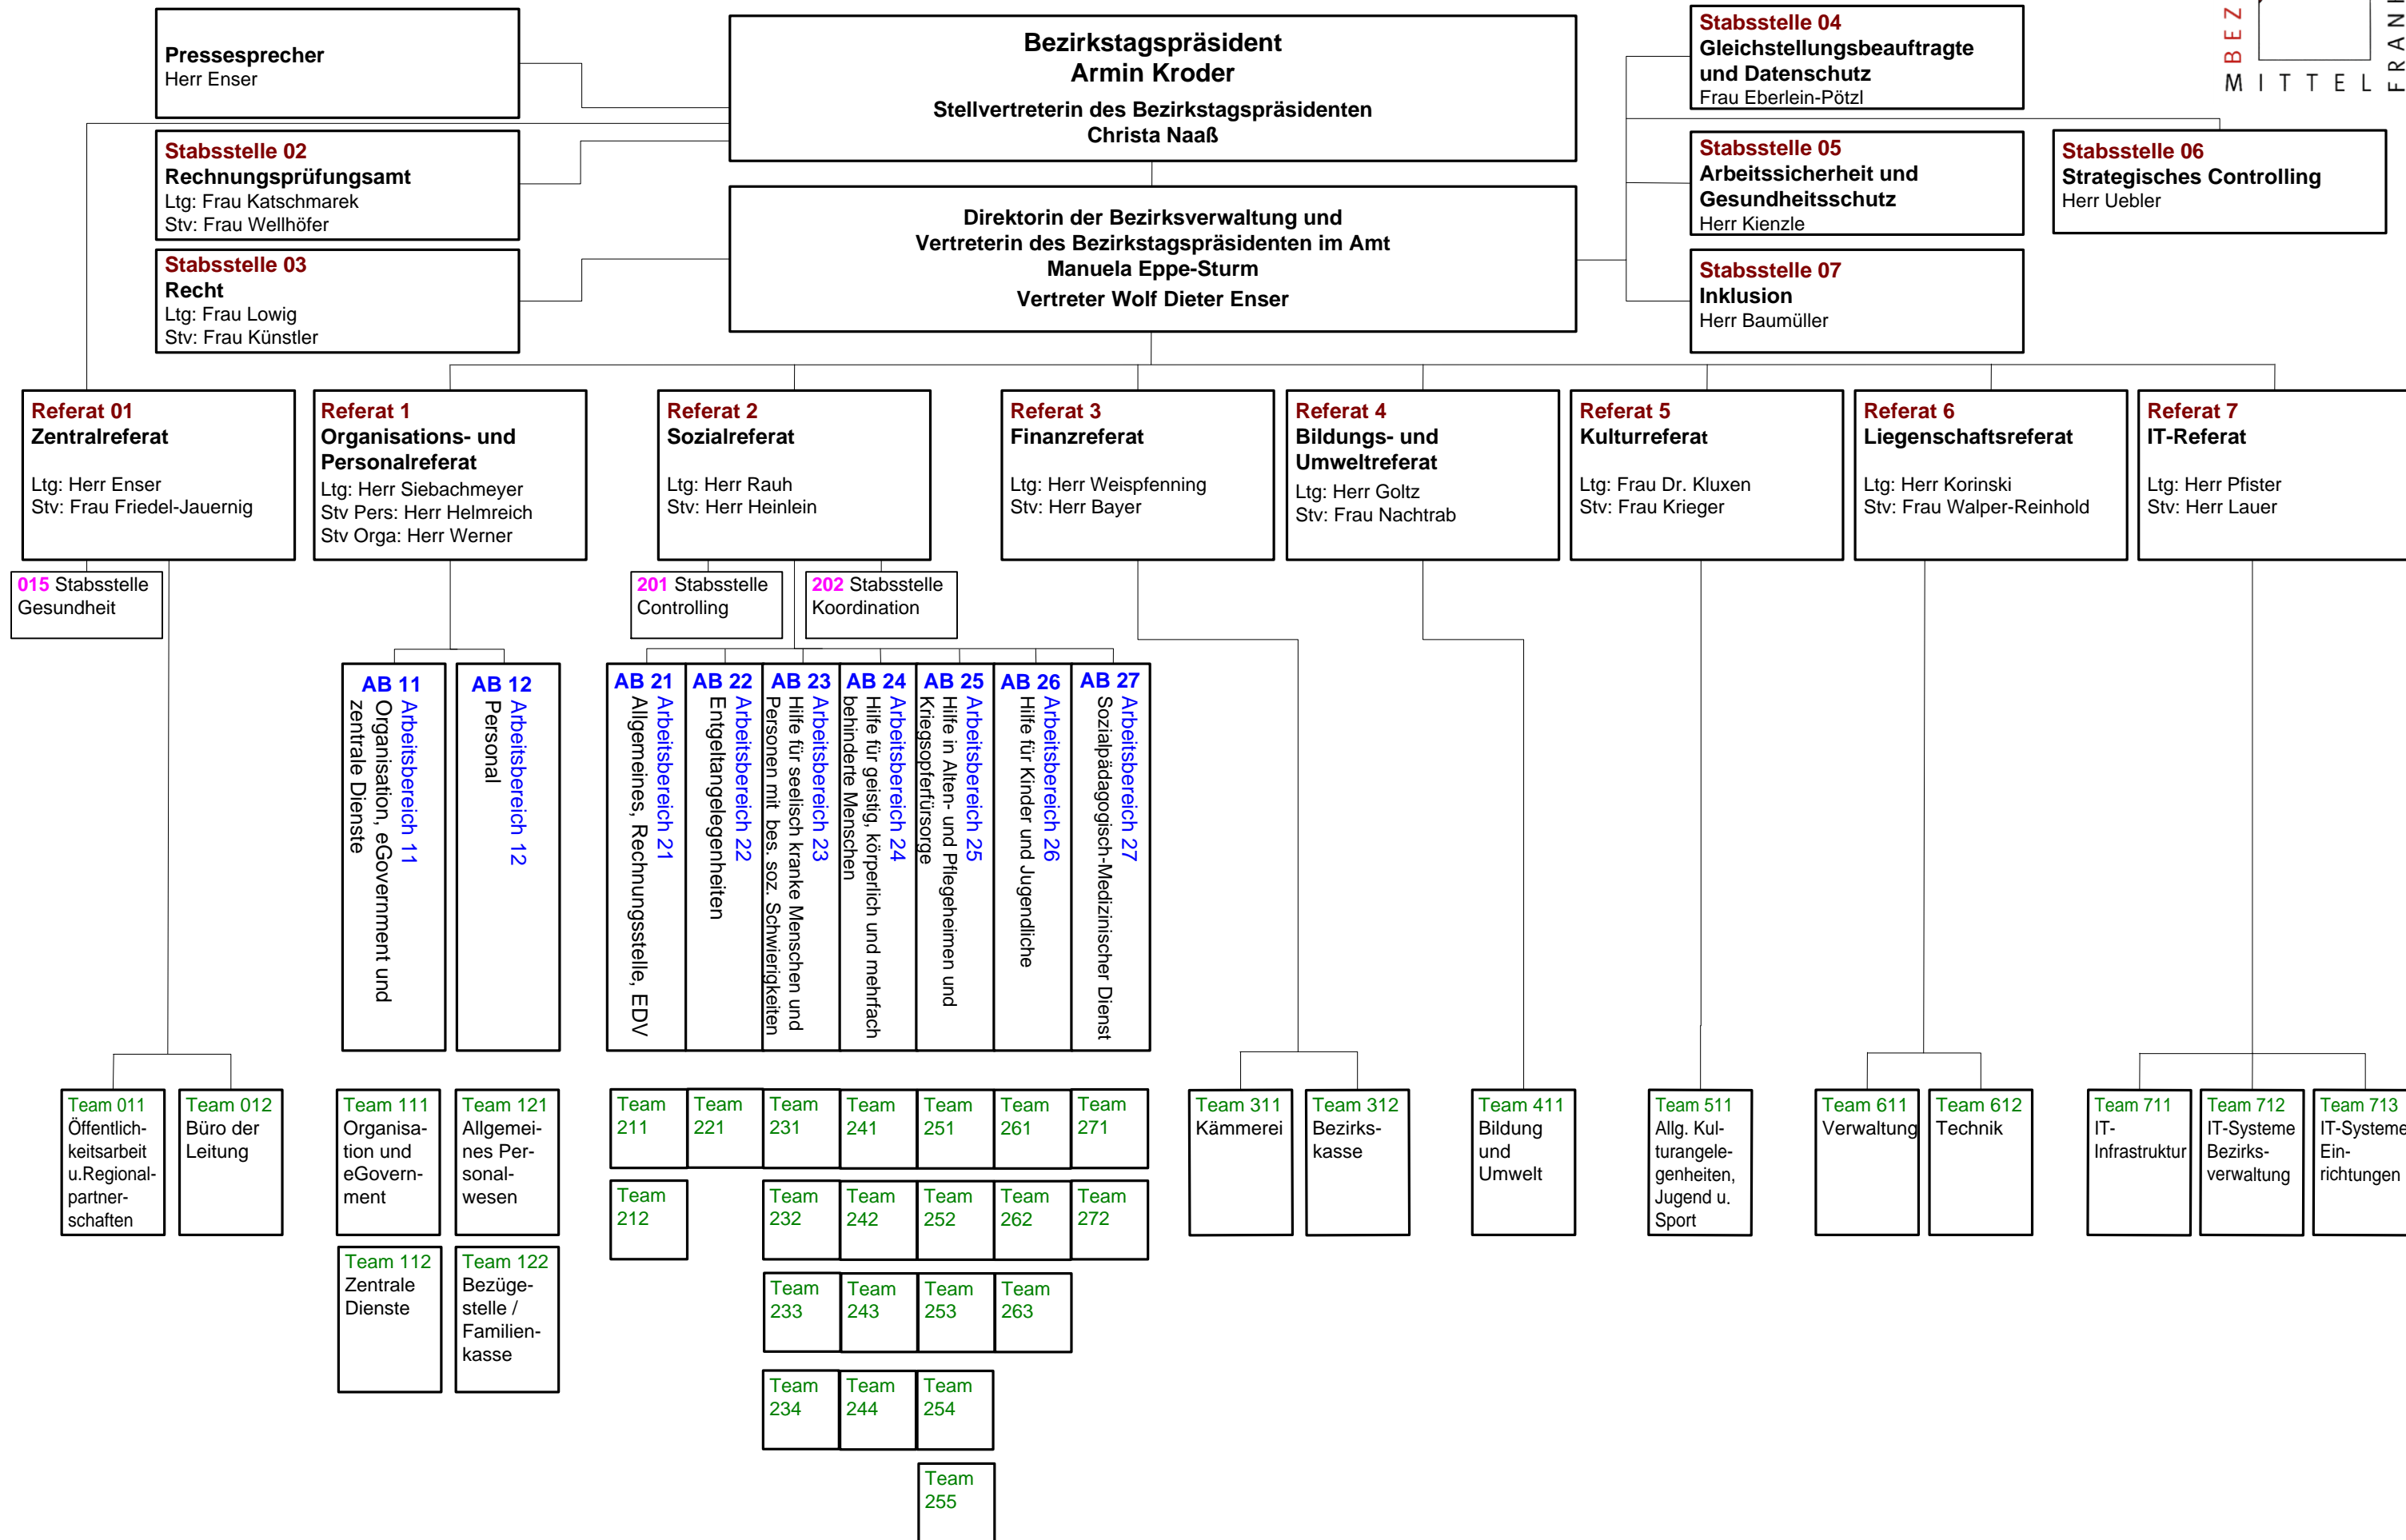 Pressesprecher
Herr Enser
Bezirkstagspräsident
Armin Kroder
Stellvertreterin des Bezirkstagspräsidenten
Christa Naaß
Stabsstelle 04
Gleichstellungsbeauftragte
und Datenschutz
Frau Eberlein-Pötzl
BEZ
MITTEL
FRAN
Stabsstelle 02
Rechnungsprüfungsamt
Ltg: Frau Katschmarek
Stv: Frau Wellhöfer
Stabsstelle 05
Arbeitssicherheit und
Gesundheitsschutz
Herr Kienzle
Stabsstelle 06
Strategisches Controlling
Herr Uebler
Direktorin der Bezirksverwaltung und
Vertreterin des Bezirkstagspräsidenten im Amt
Manuela Eppe-Sturm
Vertreter Wolf Dieter Enser
Stabsstelle 03
Recht
Ltg: Frau Lowig
Stv: Frau Künstler
Stabsstelle 07
Inklusion
Herr Baumüller
Referat 01
Zentralreferat
Ltg: Herr Enser
Stv: Frau Friedel-Jauernig
Referat 1
Organisations- und
Personalreferat
Ltg: Herr Siebachmeyer
Stv Pers: Herr Helmreich
Stv Orga: Herr Werner
Referat 2
Sozialreferat
Ltg: Herr Rauh
Stv: Herr Heinlein
Referat 3
Finanzreferat
Ltg: Herr Weispfenning
Stv: Herr Bayer
Referat 4
Bildungs- und
Umweltreferat
Ltg: Herr Goltz
Stv: Frau Nachtrab
Referat 5
Kulturreferat
Ltg: Frau Dr. Kluxen
Stv: Frau Krieger
Referat 6
Liegenschaftsreferat
Ltg: Herr Korinski
Stv: Frau Walper-Reinhold
Referat 7
IT-Referat
Ltg: Herr Pfister
Stv: Herr Lauer
015 Stabsstelle
Gesundheit
201 Stabsstelle
Controlling
202 Stabsstelle
Koordination
AB 11
Arbeitsbereich 11
Organisation, eGovernment und
zentrale Dienste
AB 12
Arbeitsbereich 12
Personal
AB 21
Arbeitsbereich 21
Allgemeines, Rechnungsstelle, EDV
AB 22
Arbeitsbereich 22
Entgeltangelegenheiten
AB 23
Arbeitsbereich 23
Hilfe für seelisch kranke Menschen und
Personen mit bes. soz. Schwierigkeiten
AB 24
Arbeitsbereich 24
Hilfe für geistig, körperlich und mehrfach
behinderte Menschen
AB 25
Arbeitsbereich 25
Hilfe in Alten- und Pflegeheimen und
Kriegsopferfürsorge
AB 26
Arbeitsbereich 26
Hilfe für Kinder und Jugendliche
AB 27
Arbeitsbereich 27
Sozialpädagogisch-Medizinischer Dienst
Team 011
Öffentlich-
keitsarbeit
u.Regional-
partner-
schaften
Team 012
Büro der
Leitung
Team 111
Organisa-
tion und
eGovern-
ment
Team 121
Allgemei-
nes Per-
sonal-
wesen
Team
211
Team
221
Team
231
Team
241
Team
251
Team
261
Team
271
Team 311
Kämmerei
Team 312
Bezirks-
kasse
Team 411
Bildung
und
Umwelt
Team 511
Allg. Kul-
turangele-
genheiten,
Jugend u.
Sport
Team 611
Verwaltung
Team 612
Technik
Team 711
IT-
Infrastruktur
Team 712
IT-Systeme
Bezirks-
verwaltung
Team 713
IT-Systeme
Ein-
richtungen
Team
212
Team
232
Team
242
Team
252
Team
262
Team
272
Team 112
Zentrale
Dienste
Team 122
Bezüge-
stelle /
Familien-
kasse
Team
233
Team
243
Team
253
Team
263
Team
234
Team
244
Team
254
Team
255